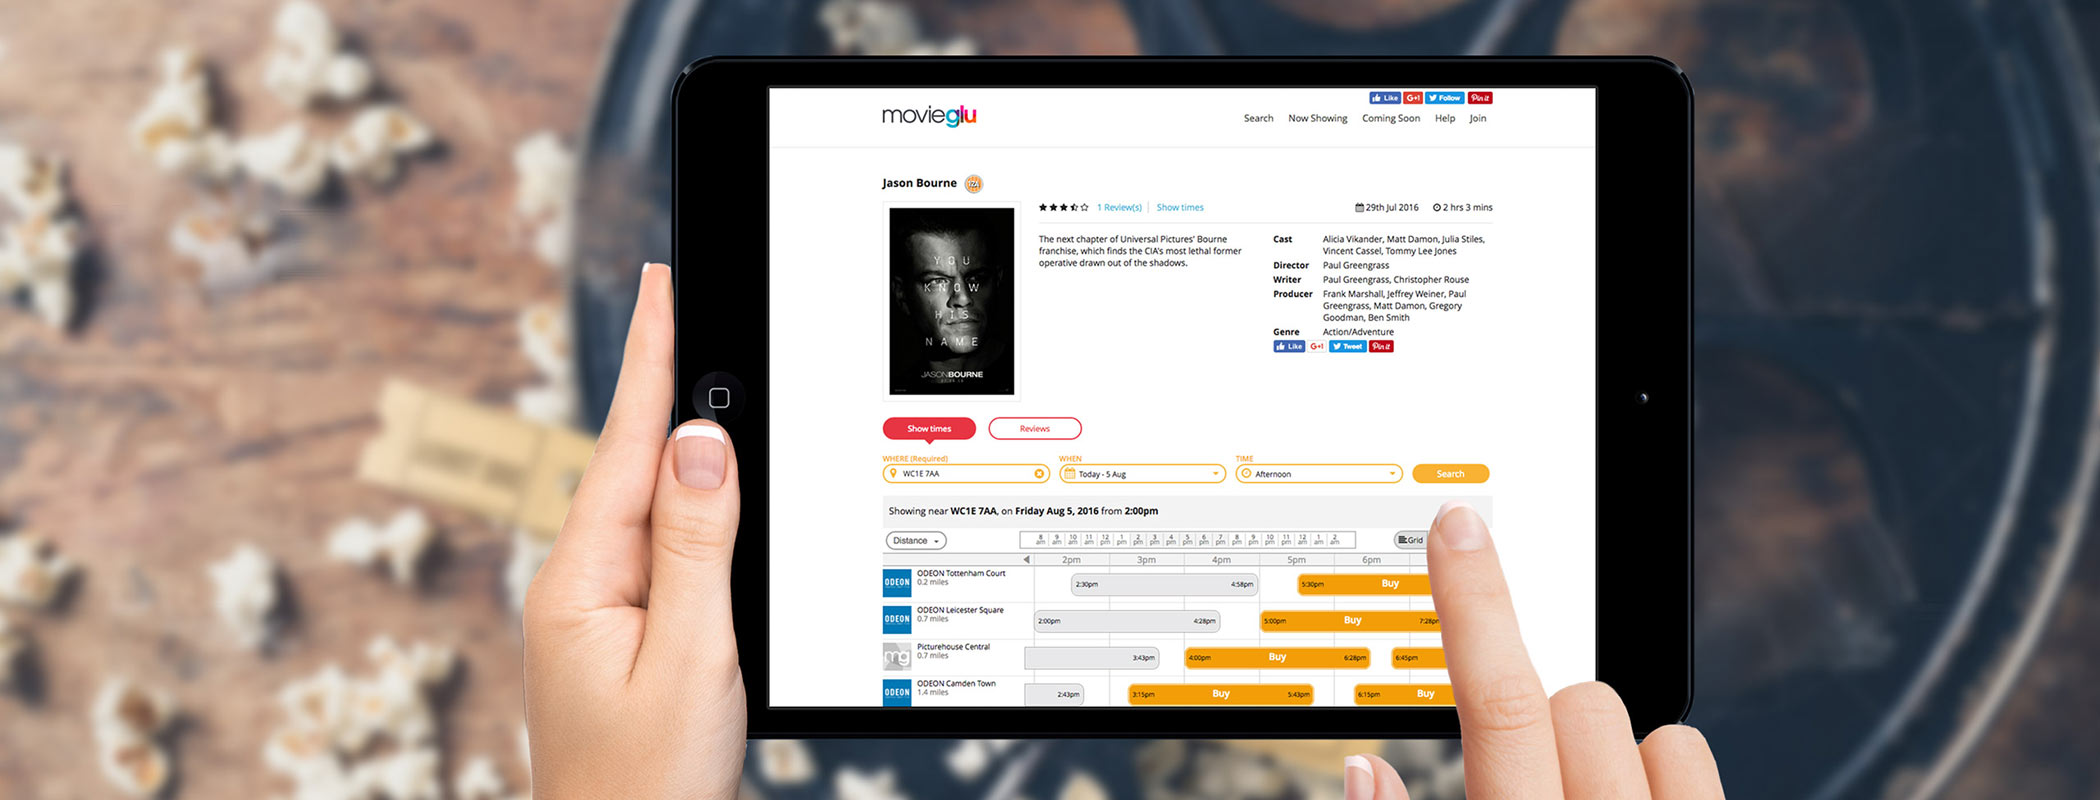 Like G+1 Follow Pin it
movieglu
Search Now Showing Coming Soon Help Join
Jason Bourne 12A
1 Review(s) Show times 29th Jul 2016 2 hrs 3 mins
The next chapter of Universal Pictures' Bourne
franchise, which finds the CIA's most lethal former
operative drawn out of the shadows.
Cast Alicia Vikander, Matt Damon, Julia Stiles,
Vincent Cassel, Tommy Lee Jones
Director Paul Greengrass
Writer Paul Greengrass, Christopher Rouse
Producer Frank Marshall, Jeffrey Weiner, Paul
Greengrass, Matt Damon, Gregory
Goodman, Ben Smith
Genre Action/Adventure
Like G+1 Tweet Pin it
YOU
KNOW
HIS
NAME
JASON BOURNE
Show times Reviews
WHERE (Required) WHEN TIME
WC1E 7AA Today - 5 Aug Afternoon Search
Showing near WC1E 7AA, on Friday Aug 5, 2016 from 2:00pm
Distance 8 am 9 am 10 am 11 am 12 pm 1 pm 2 pm 3 pm 4 pm 5 pm 6 pm 7 pm 8 pm 9 pm 10 pm 11 pm 12 am 1 am 2 am Grid
2pm 3pm 4pm 5pm 6pm
ODEON ODEON Tottenham Court 2:30pm 4:58pm 5:30pm Buy
0.2 miles
ODEON ODEON Leicester Square 2:00pm 4:28pm 5:00pm Buy 7:28pm
0.7 miles
mg Picturehouse Central 3:43pm 4:00pm Buy 6:28pm 6:45pm
0.7 miles
ODEON ODEON Camden Town 2:43pm 3:15pm Buy 5:43pm 6:15pm Buy
1.4 miles